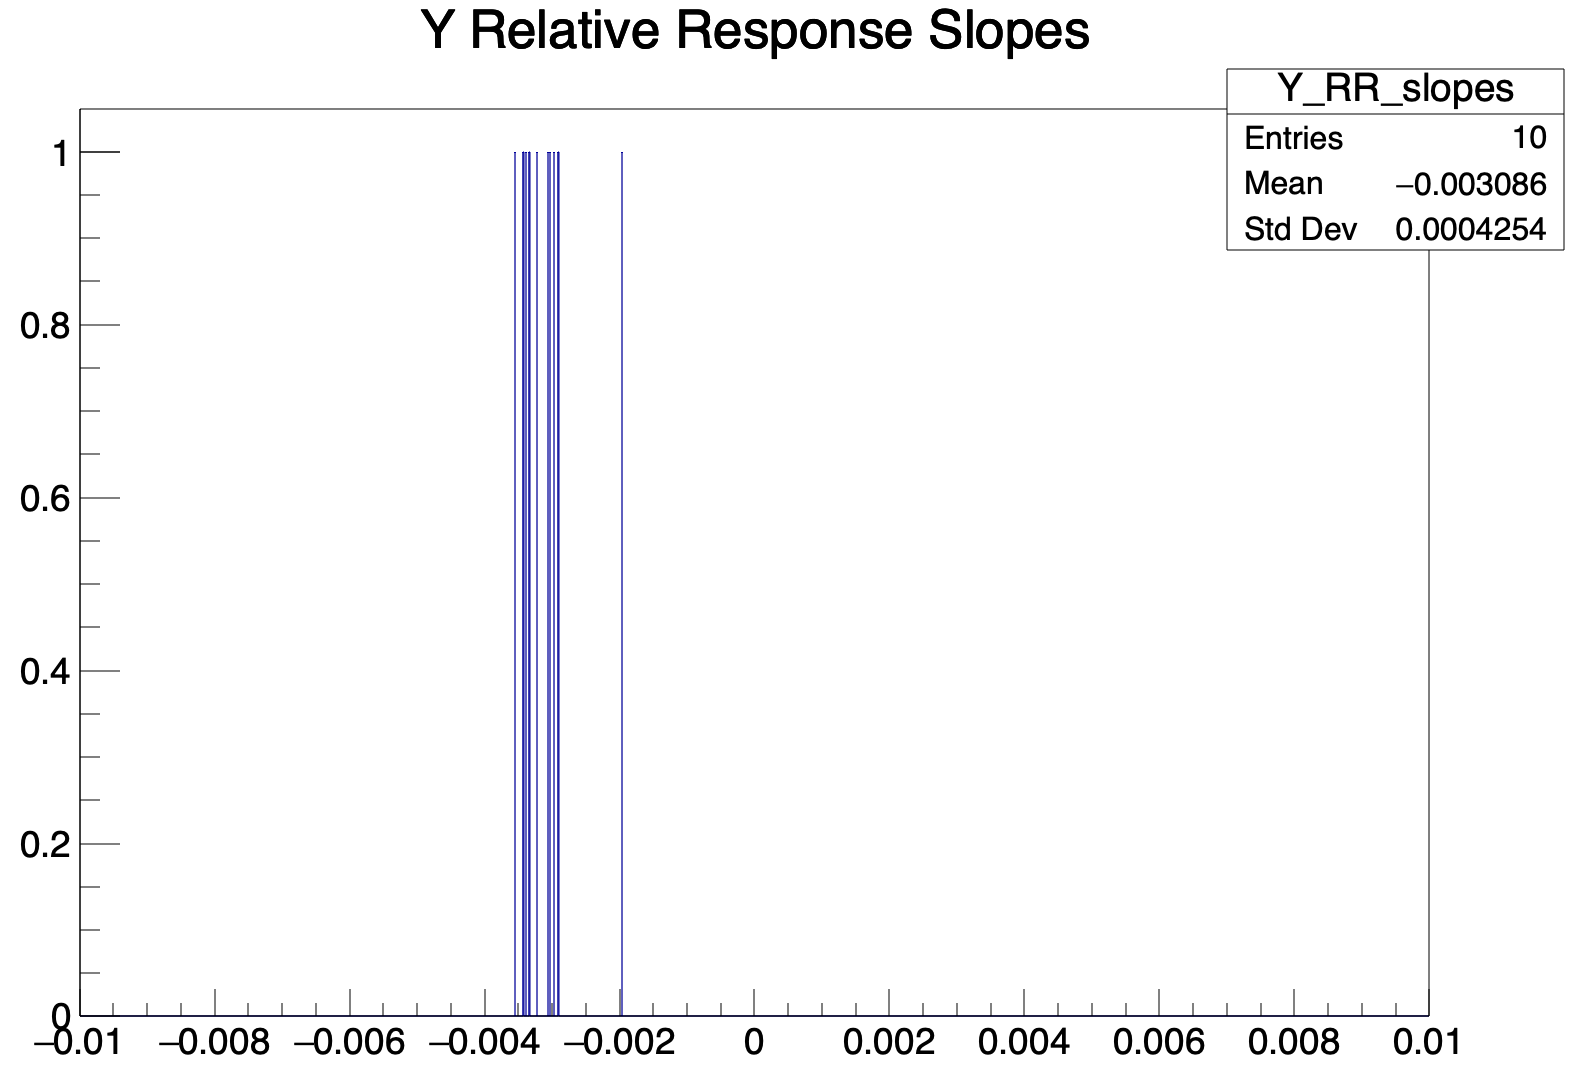 Y Relative Response Slopes
Y_RR_slopes
Entries 10
Mean −0.003086
Std Dev 0.0004254
1
0.8
0.6
0.4
0.2
0
−0.01 −0.008 −0.006 −0.004 −0.002 0 0.002 0.004 0.006 0.008 0.01